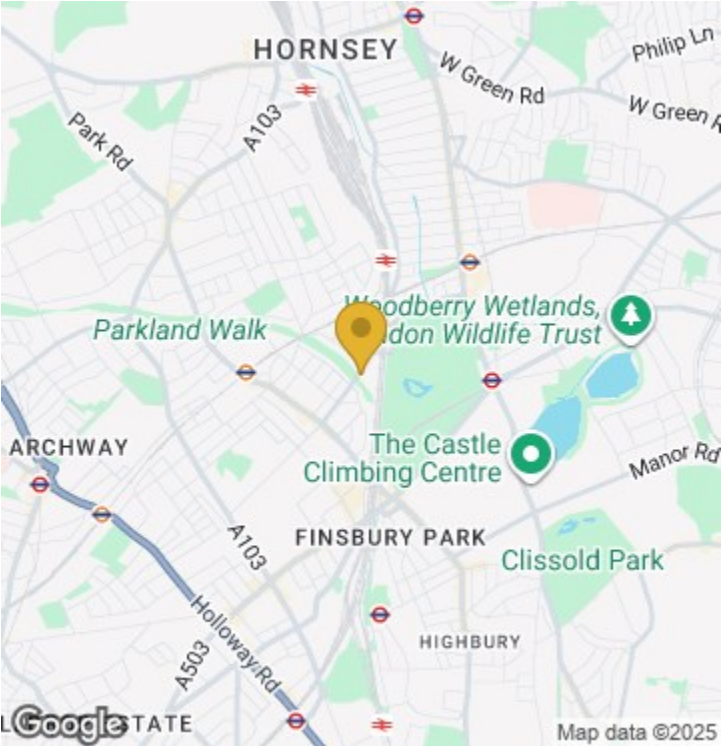 HORNSEY
Philip Ln
W Green Rd
W Green R
A103
Park Rd
Woodberry Wetlands,
ndon Wildlife Trust
Parkland Walk
ARCHWAY
The Castle
Climbing Centre
Manor Rd
FINSBURY PARK
A103
Clissold Park
Holloway Rd
HIGHBURY
A503
STATE
Google
Map data ©2025